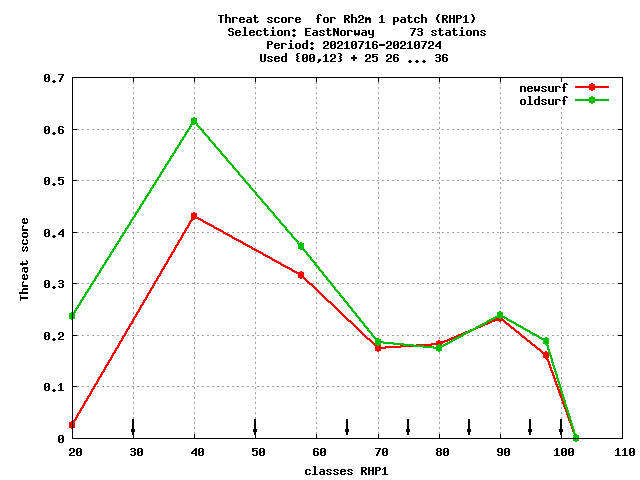 Threat score  for Rh2m 1 patch (RHP1)
Selection: EastNorway     73 stations
Period: 20210716-20210724
Used {00,12} + 25 26 ... 36
newsurf
oldsurf
0.7
0.6
0.5
0.4
0.3
0.2
0.1
0
Threat score
20 30 40 50 60 70 80 90 100 110
classes RHP1